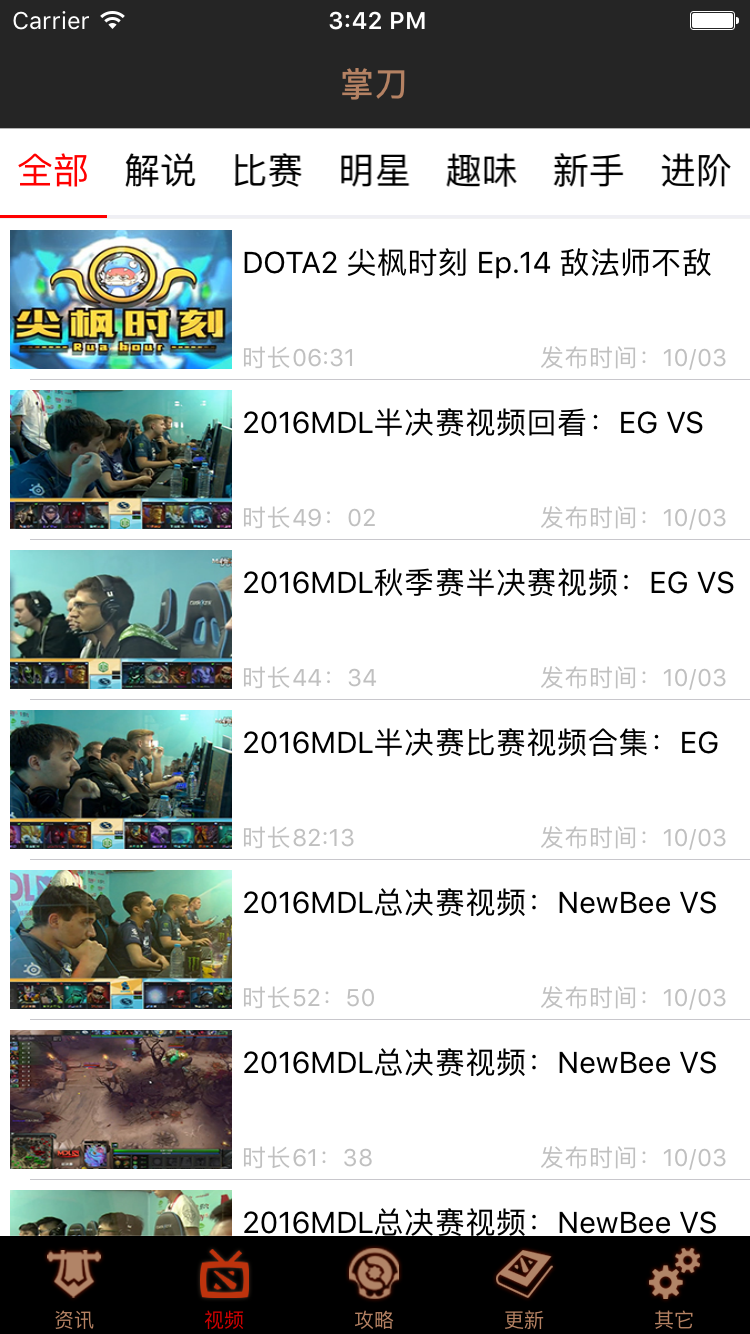 Carrier 3:42 PM
掌刀
全部 解说 比赛 明星 趣味 新手 进阶
尖枫时刻
Rua hour
DOTA2 尖枫时刻 Ep.14 敌法师不敌
时长06:31 发布时间：10/03
2016MDL半决赛视频回看：EG VS
时长49：02 发布时间：10/03
2016MDL秋季赛半决赛视频：EG VS
时长44：34 发布时间：10/03
2016MDL半决赛比赛视频合集：EG
时长82:13 发布时间：10/03
2016MDL总决赛视频：NewBee VS
时长52：50 发布时间：10/03
2016MDL总决赛视频：NewBee VS
时长61：38 发布时间：10/03
2016MDL总决赛视频：NewBee VS
资讯 视频 攻略 更新 其它